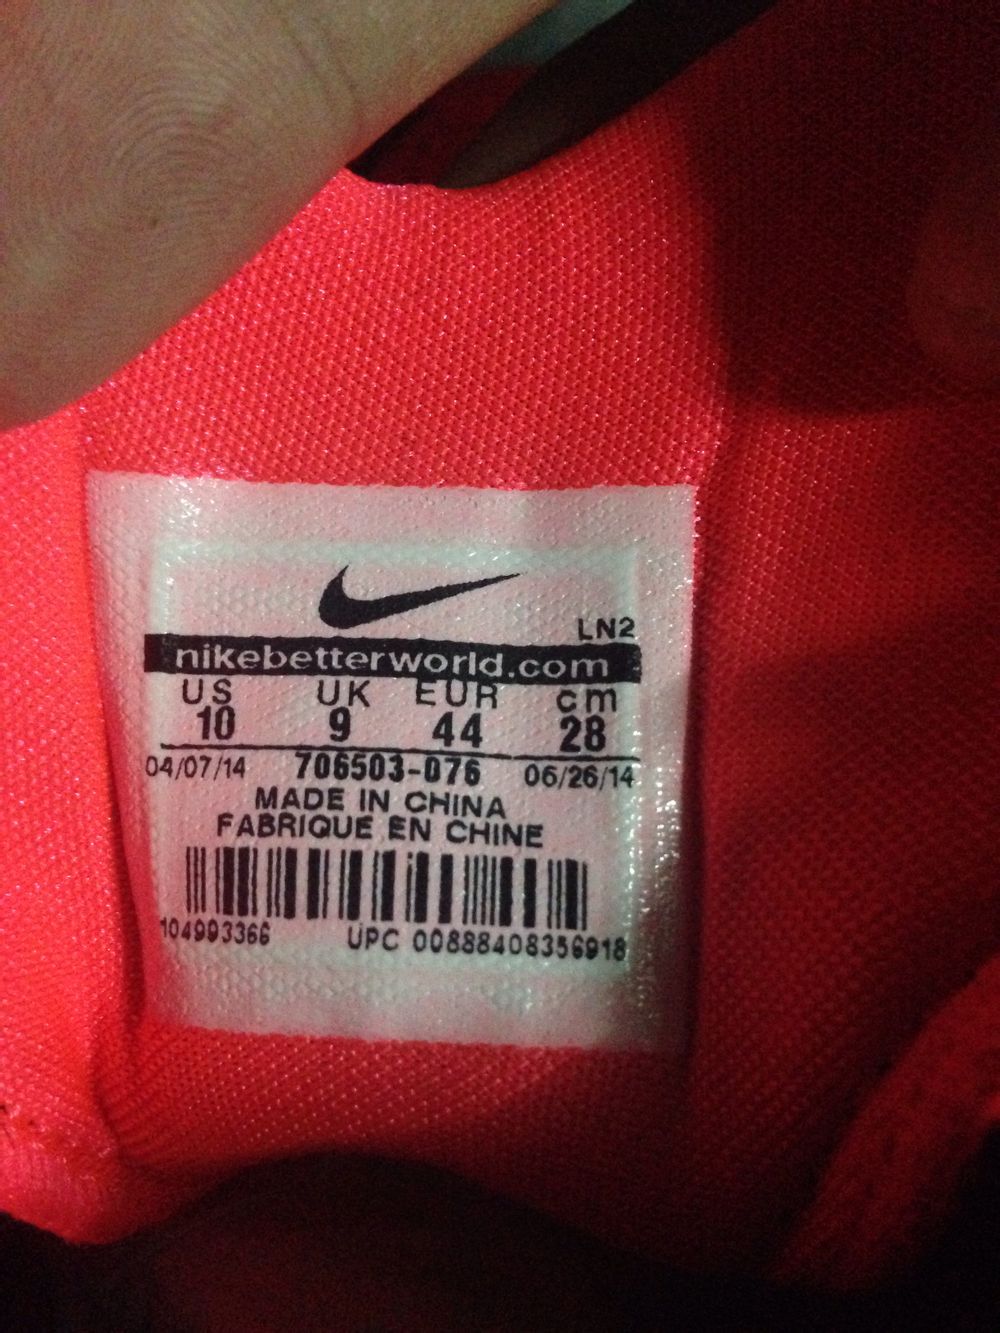 LN2
nikebetterworld.com
US UK EUR cm
10 9 44 28
04/07/14 706503-076 06/26/14
MADE IN CHINA
FABRIQUE EN CHINE
104993366 UPC 00888408356918